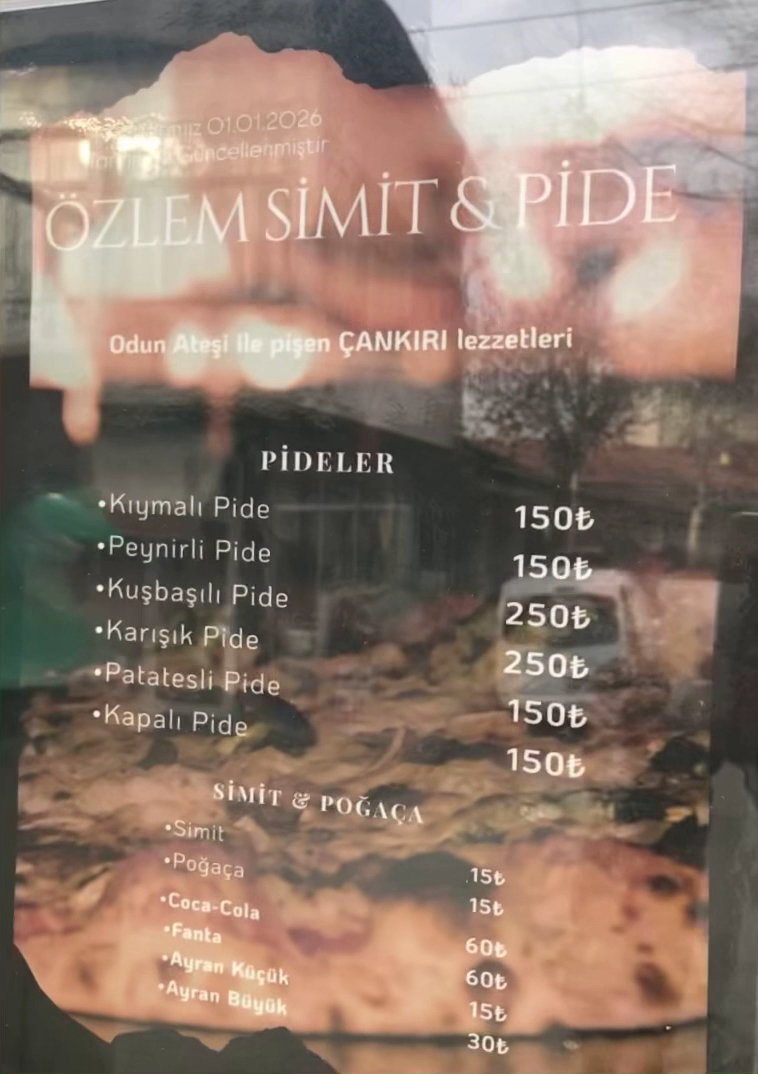 01.01.2026
Güncellenmiştir
ÖZLEM SİMİT & PİDE
Odun Ateşi ile pişen ÇANKIRI lezzetleri
PİDELER
•Kıymalı Pide 150₺
•Peynirli Pide 150₺
•Kuşbaşılı Pide 250₺
•Karışık Pide 250₺
•Patatesli Pide 150₺
•Kapalı Pide 150₺
SİMİT & POĞAÇA
•Simit 15₺
•Poğaça 15₺
•Coca-Cola 60₺
•Fanta 60₺
•Ayran Küçük 15₺
•Ayran Büyük 30₺